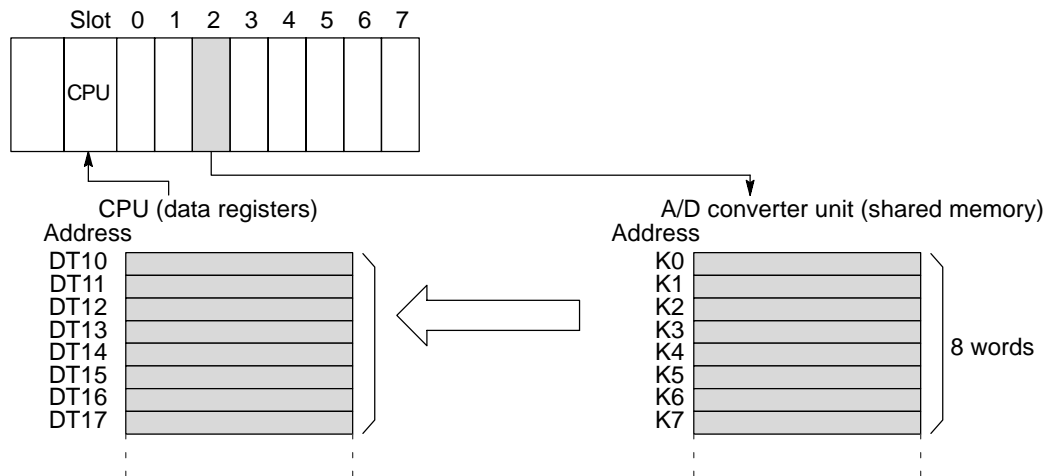 Slot 0 1 2 3 4 5 6 7
CPU
CPU (data registers)
Address
DT10
DT11
DT12
DT13
DT14
DT15
DT16
DT17
A/D converter unit (shared memory)
Address
K0
K1
K2
K3
K4
K5
K6
K7
8 words